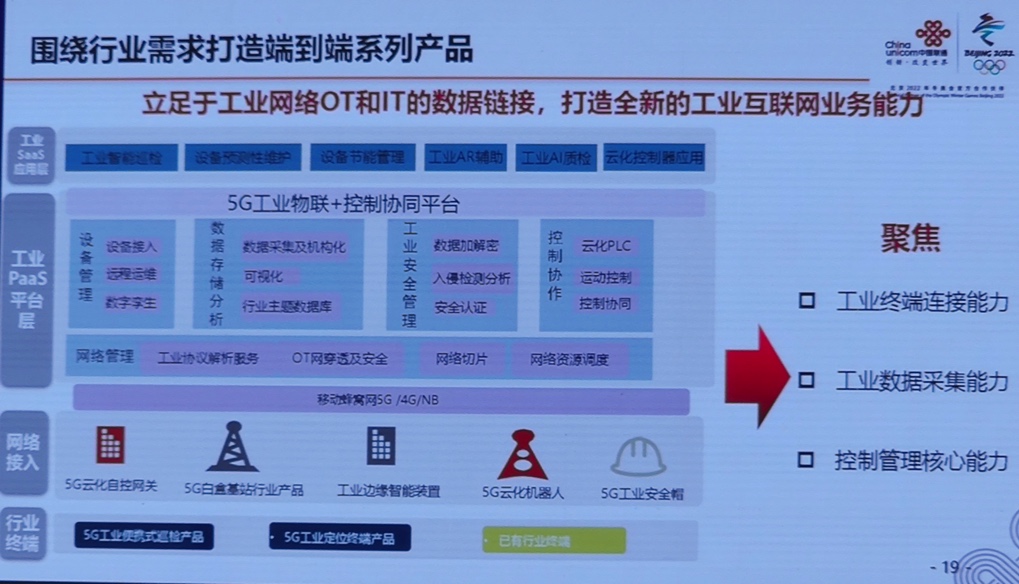 围绕行业需求打造端到端系列产品
China
unicom中国联通
创新·改变世界
BEIJING 2022
立足于工业网络OT和IT的数据链接，打造全新的工业互联网业务能力
工业
SaaS
应用层
工业智能巡检
设备预测性维护
设备节能管理
工业AR辅助
工业AI质检
云化控制器应用
工业
PaaS
平台
层
5G工业物联+控制协同平台
设备管理
设备接入
远程运维
数字孪生
数据存储分析
数据采集及机构化
可视化
行业主题数据库
工业安全管理
数据加解密
入侵检测分析
安全认证
控制协作
云化PLC
运动控制
控制协同
网络管理
工业协议解析服务
OT网穿透及安全
网络切片
网络资源调度
移动蜂窝网5G /4G/NB
网络
接入
5G云化自控网关
5G白盒基站行业产品
工业边缘智能装置
5G云化机器人
5G工业安全帽
行业
终端
5G工业便携式巡检产品
5G工业定位终端产品
已有行业终端
聚焦
工业终端连接能力
工业数据采集能力
控制管理核心能力
- 19 -